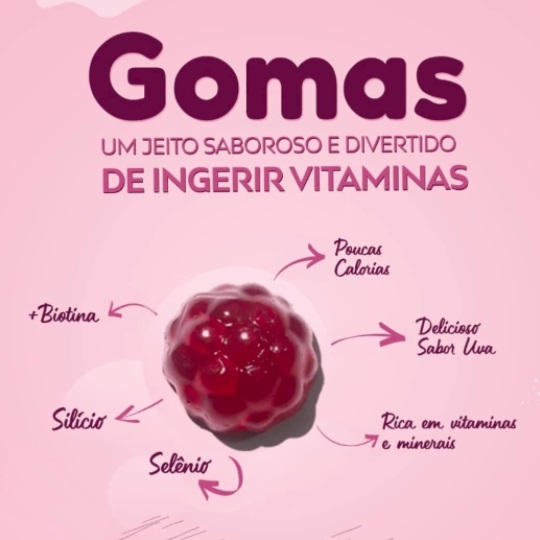 Gomas
UM JEITO SABOROSO E DIVERTIDO
DE INGERIR VITAMINAS
Poucas
Calorias
+Biotina
Delicioso
Sabor Uva
Silício
Rica em vitaminas
e minerais
Selênio